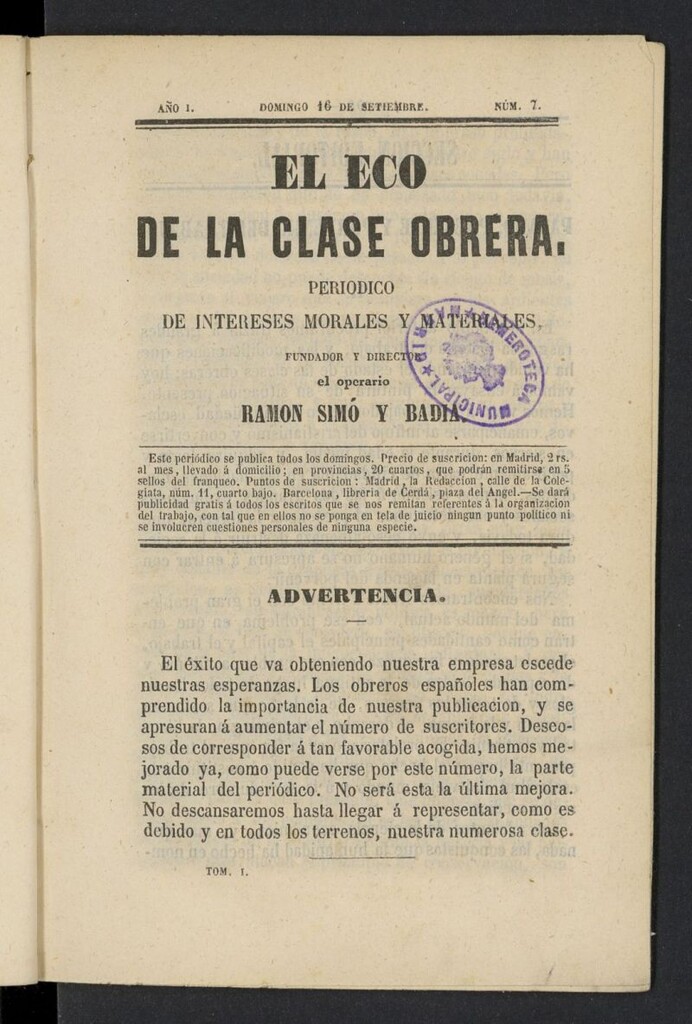 AÑO I. DOMINGO 16 DE SETIEMBRE. NÚM. 7.
EL ECO
DE LA CLASE OBRERA.
PERIODICO
DE INTERESES MORALES Y MATERIALES,
FUNDADOR Y DIRECTOR
el operario
RAMON SIMÓ Y BADIA.
HEMEROTECA MUNICIPAL ★ MADRID ★
Este periódico se publica todos los domingos. Precio de suscricion: en Madrid, 2 rs.
al mes, llevado á domicilio; en provincias, 20 cuartos, que podrán remitirse en 5
sellos del franqueo. Puntos de suscricion: Madrid, la Redaccion, calle de la Cole-
giata, núm. 11, cuarto bajo. Barcelona, libreria de Cerdá, plaza del Angel.—Se dará
publicidad gratis á todos los escritos que se nos remitan referentes á la organizacion
del trabajo, con tal que en ellos no se ponga en tela de juicio ningun punto político ni
se involucren cuestiones personales de ninguna especie.
ADVERTENCIA.
El éxito que va obteniendo nuestra empresa escede
nuestras esperanzas. Los obreros españoles han com-
prendido la importancia de nuestra publicacion, y se
apresuran á aumentar el número de suscritores. Deseo-
sos de corresponder á tan favorable acogida, hemos me-
jorado ya, como puede verse por este número, la parte
material del periódico. No será esta la última mejora.
No descansaremos hasta llegar á representar, como es
debido y en todos los terrenos, nuestra numerosa clase.
TOM. I.